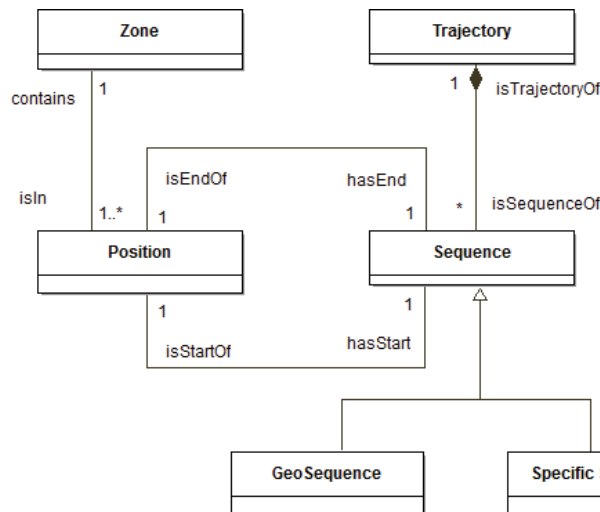 Zone
Trajectory
contains
1
1
isTrajectoryOf
isEndOf
hasEnd
isIn
1..*
1
1
*
isSequenceOf
Position
Sequence
1
1
isStartOf
hasStart
GeoSequence
Specific